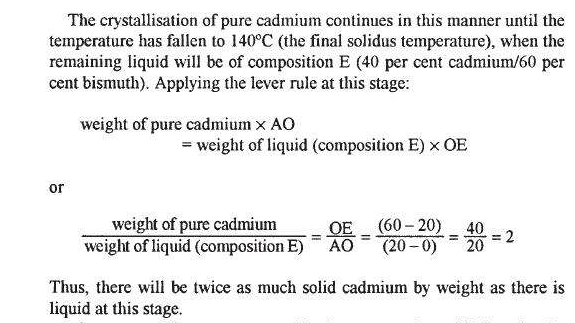 The crystallisation of pure cadmium continues in this manner until the
temperature has fallen to 140°C (the final solidus temperature), when the
remaining liquid will be of composition E (40 per cent cadmium/60 per
cent bismuth). Applying the lever rule at this stage:
weight of pure cadmium × AO
= weight of liquid (composition E) × OE
or
weight of pure cadmium / weight of liquid (composition E) = OE / AO = (60 – 20) / (20 – 0) = 40 / 20 = 2
Thus, there will be twice as much solid cadmium by weight as there is
liquid at this stage.